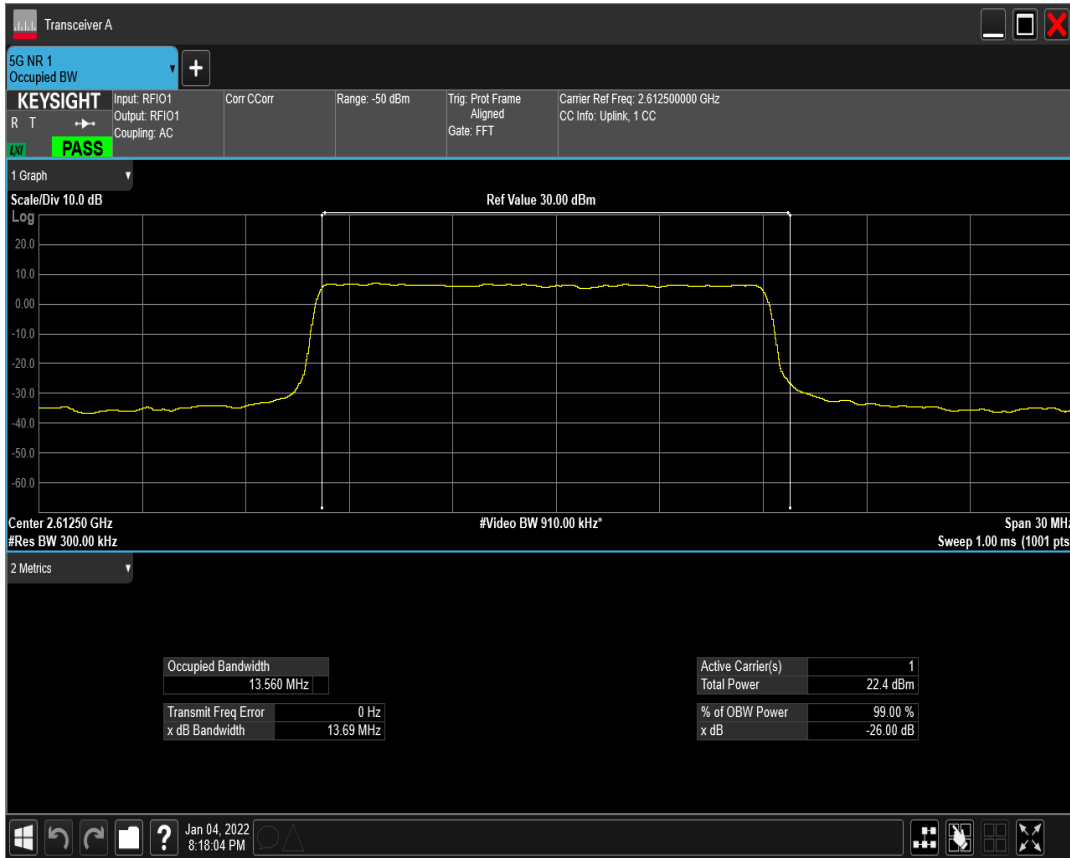 Transceiver A
5G NR 1
Occupied BW
KEYSIGHT
R T
LXI
PASS
Input: RFIO1
Output: RFIO1
Coupling: AC
Corr CCorr
Range: -50 dBm
Trig: Prot Frame
Aligned
Gate: FFT
Carrier Ref Freq: 2.612500000 GHz
CC Info: Uplink, 1 CC
1 Graph
Scale/Div 10.0 dB
Ref Value 30.00 dBm
Log
20.0
10.0
0.00
-10.0
-20.0
-30.0
-40.0
-50.0
-60.0
Center 2.61250 GHz
#Video BW 910.00 kHz*
Span 30 MHz
#Res BW 300.00 kHz
Sweep 1.00 ms (1001 pts
2 Metrics
Occupied Bandwidth
13.560 MHz
Transmit Freq Error 0 Hz
x dB Bandwidth 13.69 MHz
Active Carrier(s) 1
Total Power 22.4 dBm
% of OBW Power 99.00 %
x dB -26.00 dB
?
Jan 04, 2022
8:18:04 PM